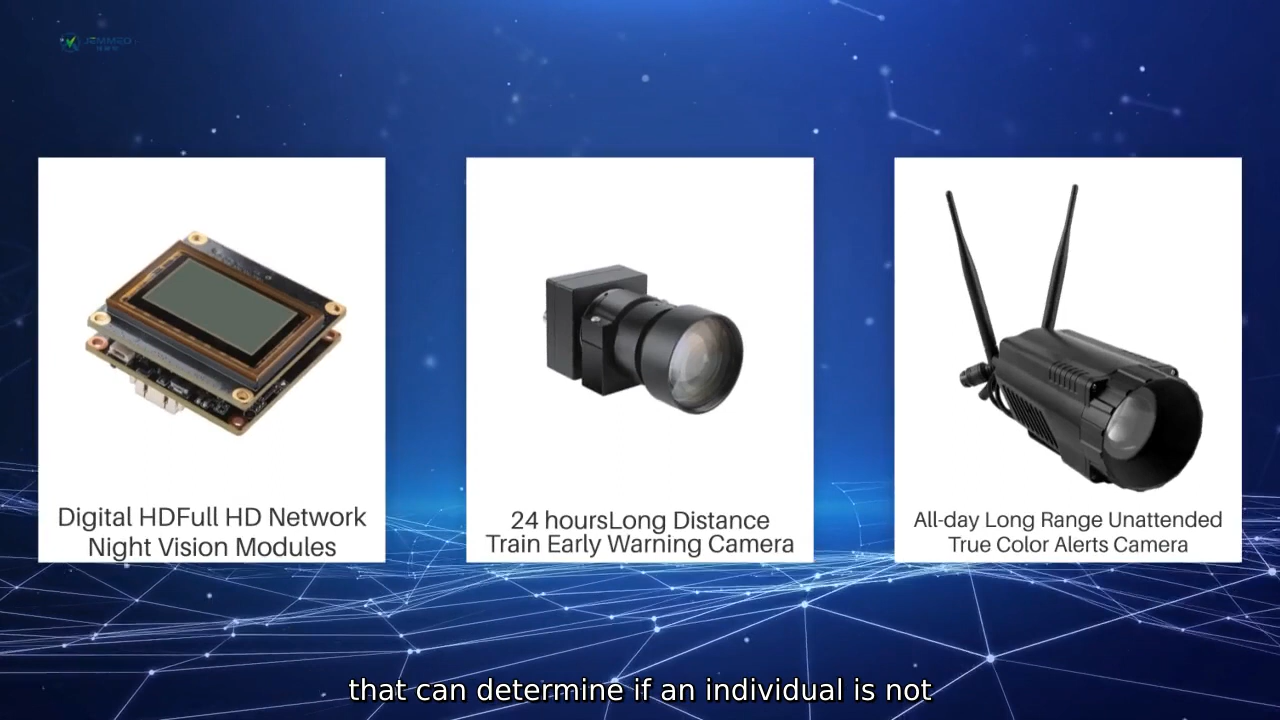 JEMMEO
Digital HDFull HD Network
Night Vision Modules
24 hoursLong Distance
Train Early Warning Camera
All-day Long Range Unattended
True Color Alerts Camera
that can determine if an individual is not